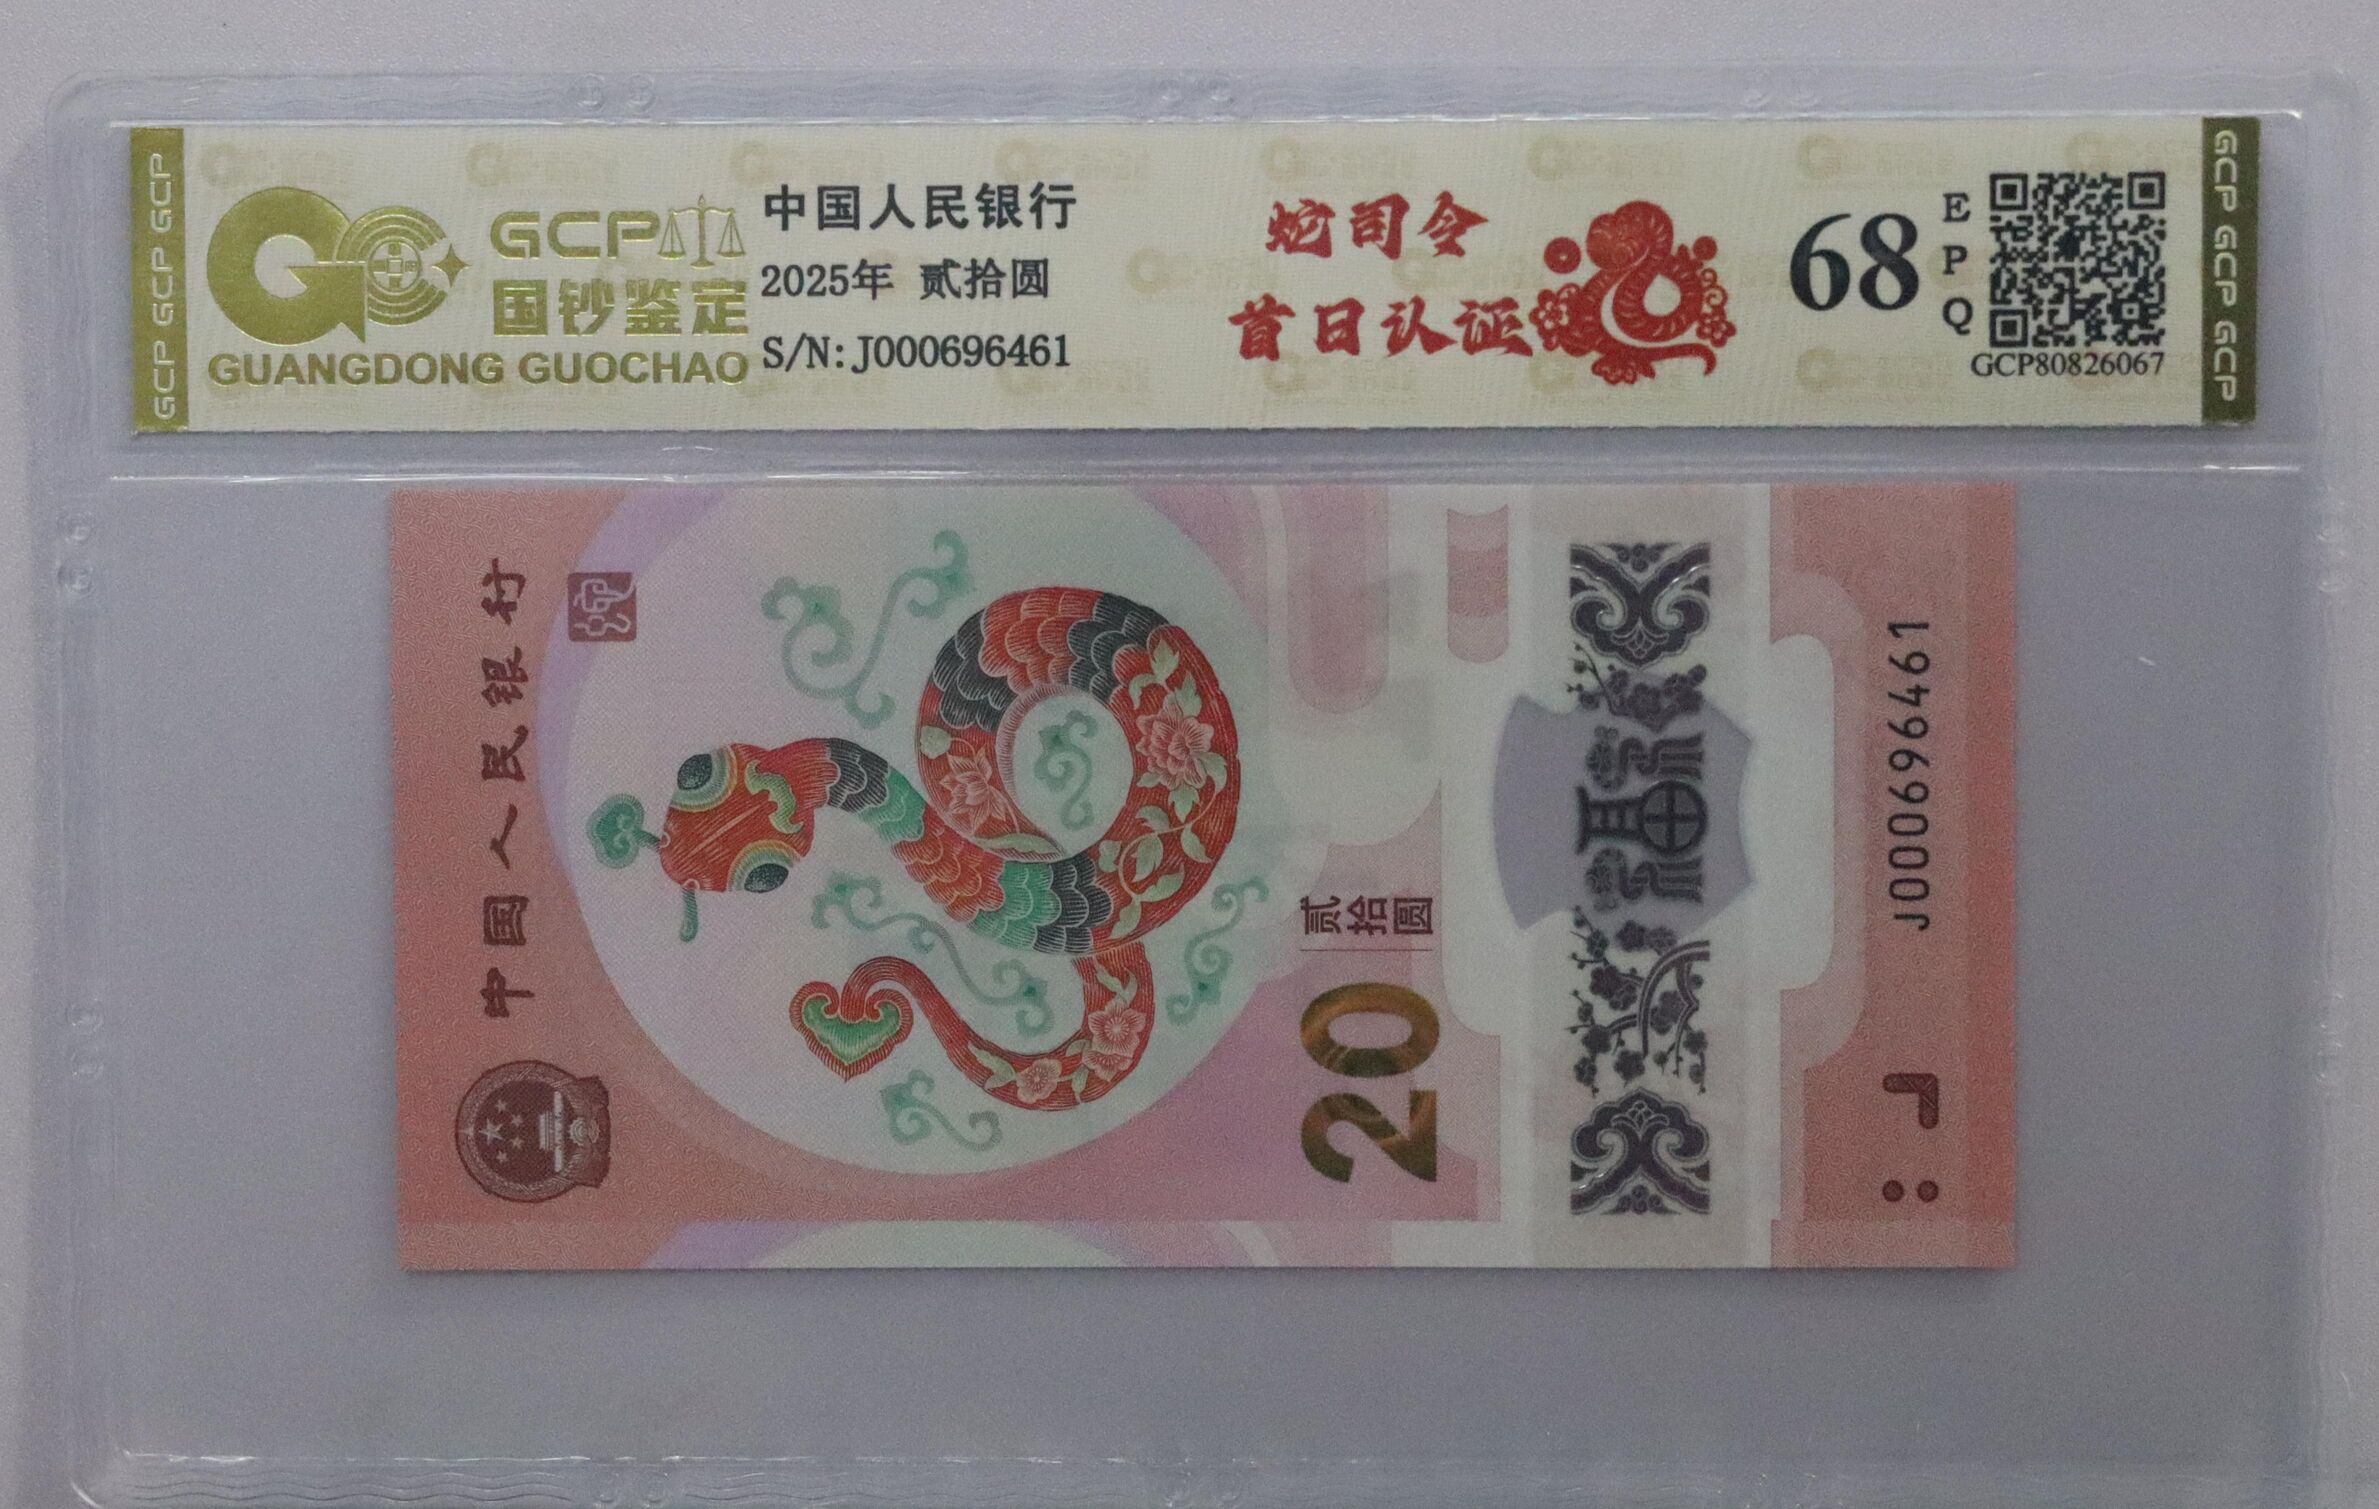 GCP GCP GCP
GCP
国钞鉴定
GUANGDONG GUOCHAO
中国人民银行
2025年 贰拾圆
S/N: J000696461
蛇司令
首日认证
68
EPQ
GCP80826067
GCP GCP GCP
中国人民银行
20
贰拾圆
福
J000696461